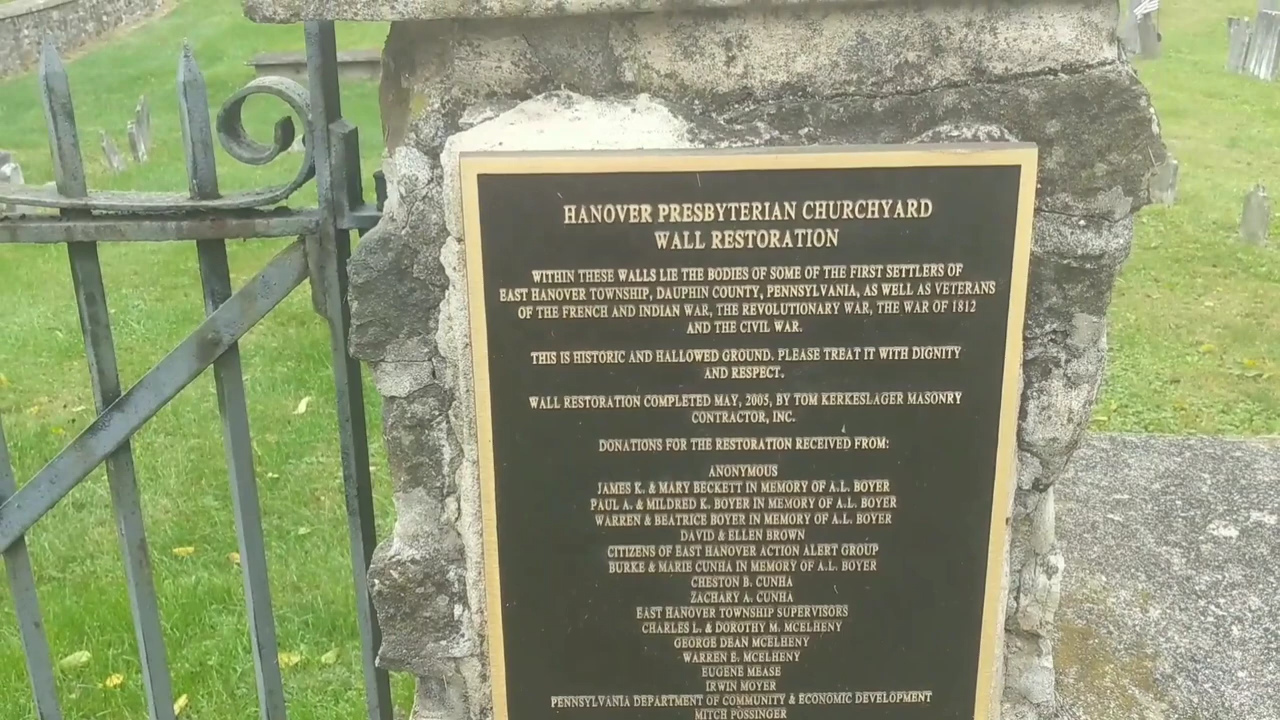 HANOVER PRESBYTERIAN CHURCHYARD
WALL RESTORATION
WITHIN THESE WALLS LIE THE BODIES OF SOME OF THE FIRST SETTLERS OF
EAST HANOVER TOWNSHIP, DAUPHIN COUNTY, PENNSYLVANIA, AS WELL AS VETERANS
OF THE FRENCH AND INDIAN WAR, THE REVOLUTIONARY WAR, THE WAR OF 1812
AND THE CIVIL WAR.
THIS IS HISTORIC AND HALLOWED GROUND. PLEASE TREAT IT WITH DIGNITY
AND RESPECT.
WALL RESTORATION COMPLETED MAY, 2005, BY TOM KERKESLAGER MASONRY
CONTRACTOR, INC.
DONATIONS FOR THE RESTORATION RECEIVED FROM:
ANONYMOUS
JAMES K. & MARY BECKETT IN MEMORY OF A.L. BOYER
PAUL A. & MILDRED K. BOYER IN MEMORY OF A.L. BOYER
WARREN & BEATRICE BOYER IN MEMORY OF A.L. BOYER
DAVID & ELLEN BROWN
CITIZENS OF EAST HANOVER ACTION ALERT GROUP
BURKE & MARIE CUNHA IN MEMORY OF A.L. BOYER
CHESTON B. CUNHA
ZACHARY A. CUNHA
EAST HANOVER TOWNSHIP SUPERVISORS
CHARLES L. & DOROTHY M. MCELHENY
GEORGE DEAN MCELHENY
WARREN E. MCELHENY
EUGENE MEASE
IRWIN MOYER
PENNSYLVANIA DEPARTMENT OF COMMUNITY & ECONOMIC DEVELOPMENT
MITCH POSSINGER